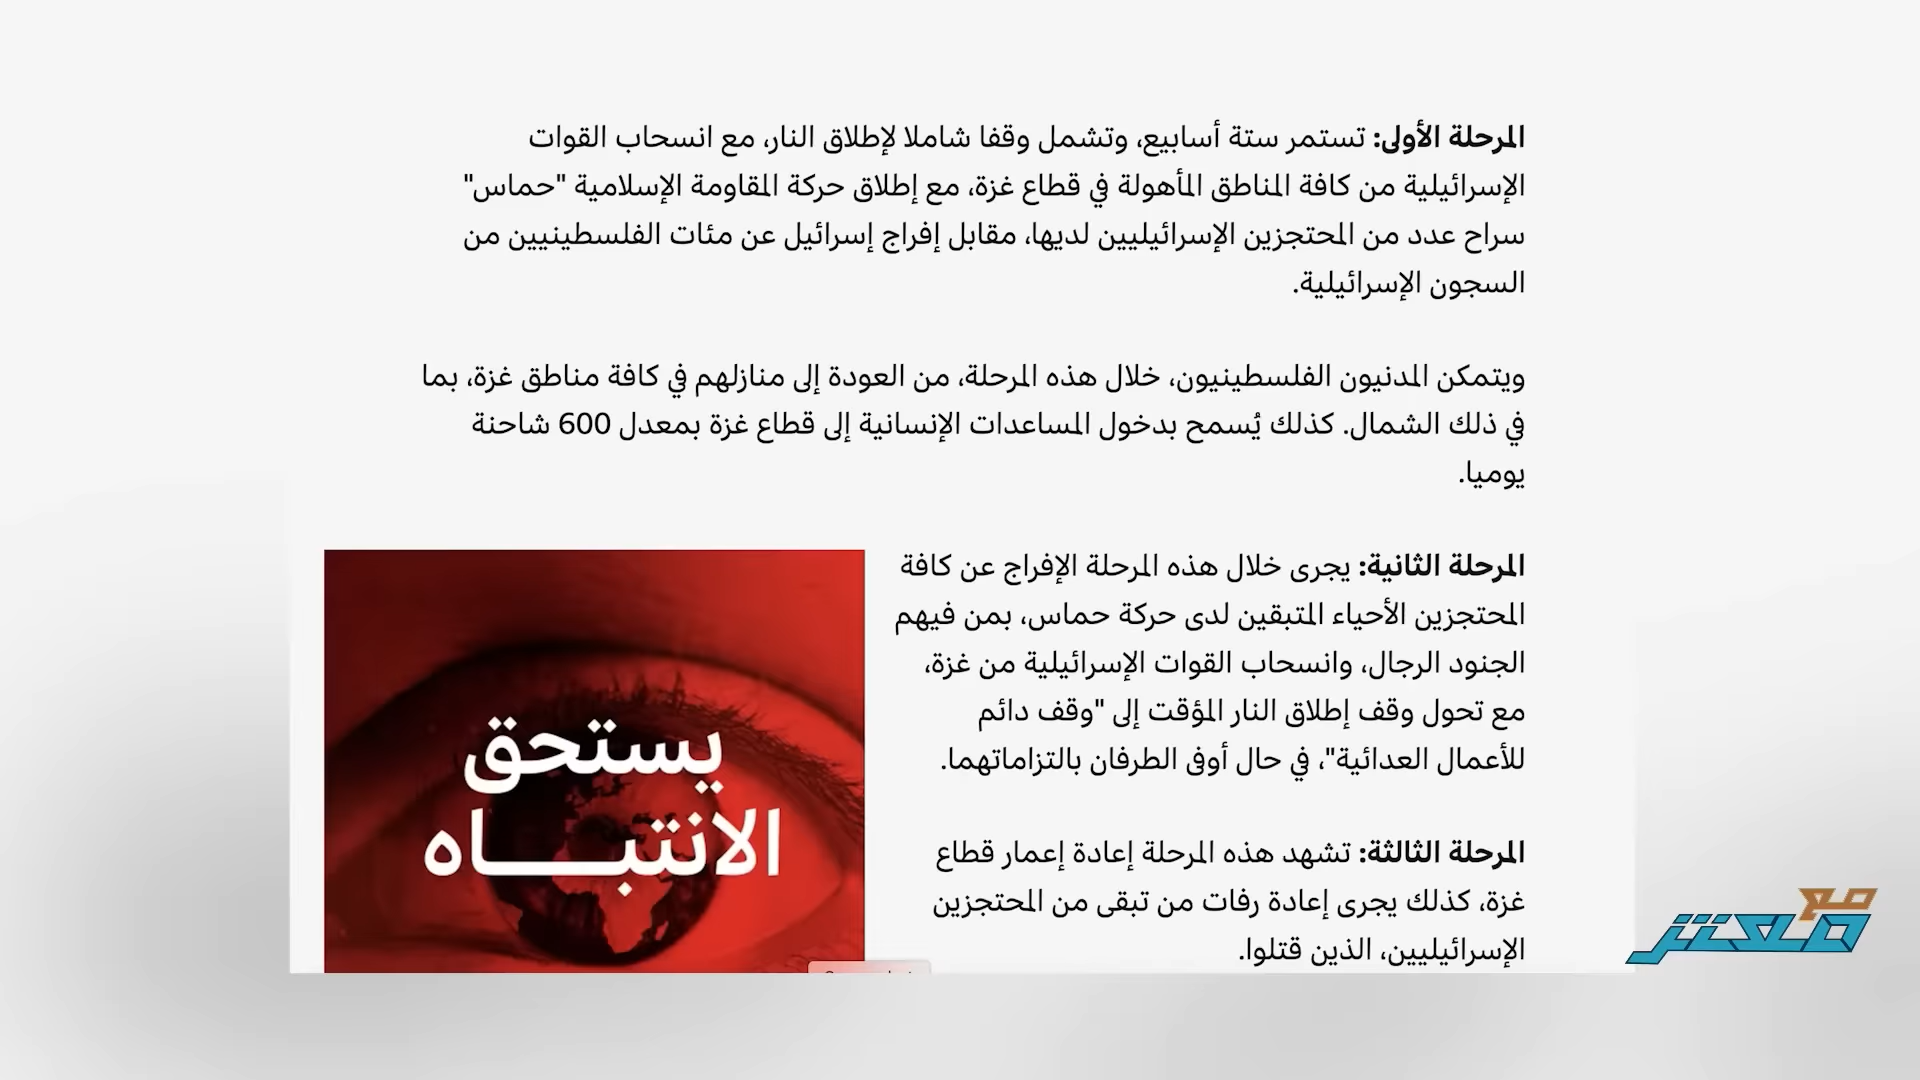 المرحلة الأولى: تستمر ستة أسابيع، وتشمل وقفا شاملا لإطلاق النار، مع انسحاب القوات
الإسرائيلية من كافة المناطق المأهولة في قطاع غزة، مع إطلاق حركة المقاومة الإسلامية "حماس"
سراح عدد من المحتجزين الإسرائيليين لديها، مقابل إفراج إسرائيل عن مئات الفلسطينيين من
السجون الإسرائيلية.
ويتمكن المدنيون الفلسطينيون، خلال هذه المرحلة، من العودة إلى منازلهم في كافة مناطق غزة، بما
في ذلك الشمال. كذلك يُسمح بدخول المساعدات الإنسانية إلى قطاع غزة بمعدل 600 شاحنة
يوميا.
المرحلة الثانية: يجرى خلال هذه المرحلة الإفراج عن كافة
المحتجزين الأحياء المتبقين لدى حركة حماس، بمن فيهم
الجنود الرجال، وانسحاب القوات الإسرائيلية من غزة،
مع تحول وقف إطلاق النار المؤقت إلى "وقف دائم
للأعمال العدائية"، في حال أوفى الطرفان بالتزاماتهما.
المرحلة الثالثة: تشهد هذه المرحلة إعادة إعمار قطاع
غزة، كذلك يجرى إعادة رفات من تبقى من المحتجزين
الإسرائيليين، الذين قتلوا.
يستحق
الانتبـــــاه
مع
معتز